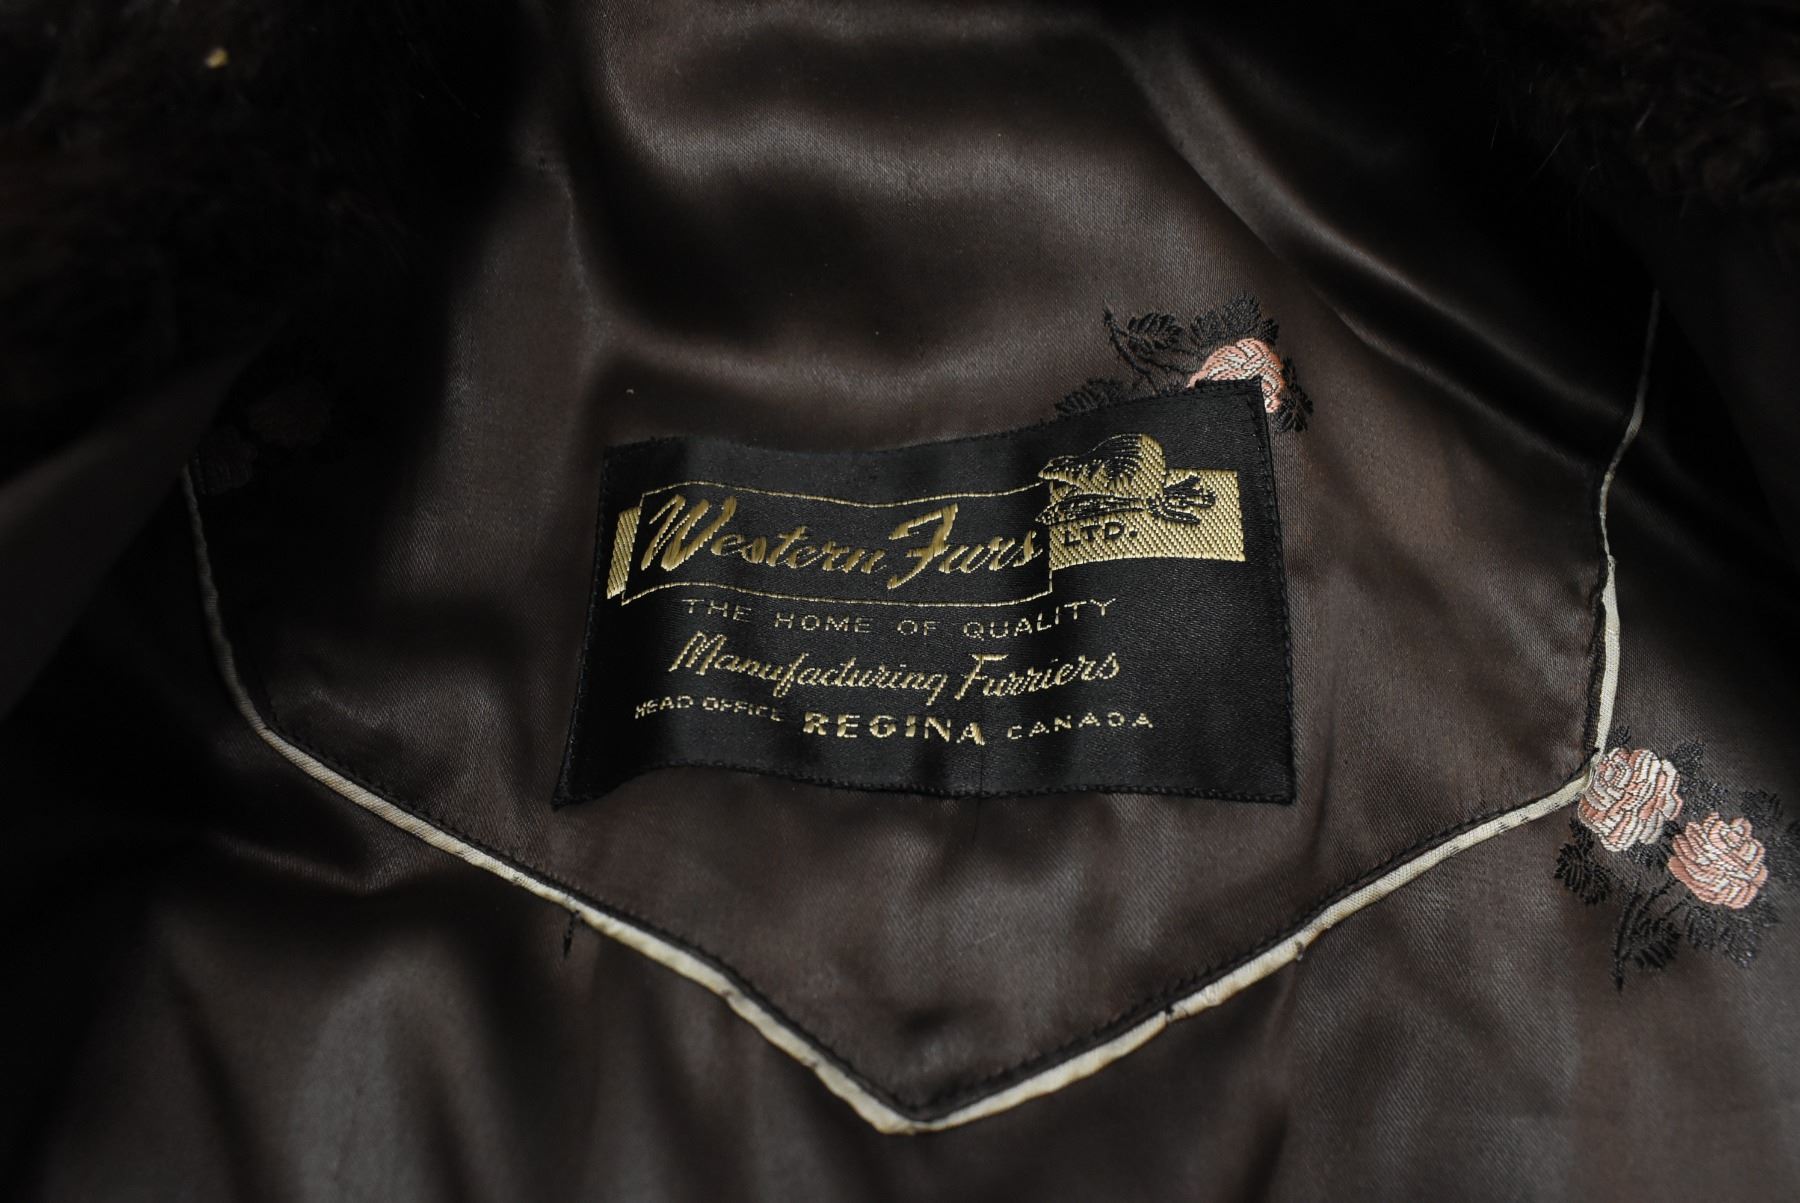 Western Furs LTD.
THE HOME OF QUALITY
Manufacturing Furriers
HEAD OFFICE REGINA CANADA